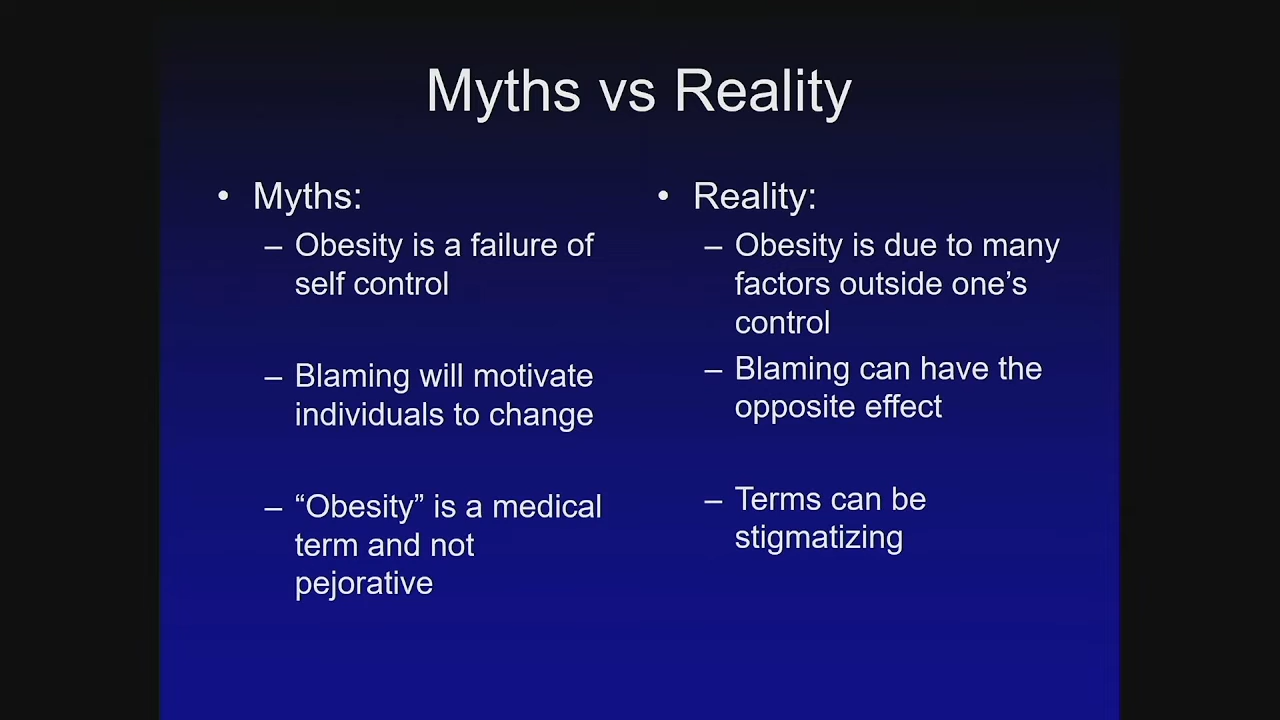 Myths vs Reality
• Myths:
– Obesity is a failure of
self control
– Blaming will motivate
individuals to change
– “Obesity” is a medical
term and not
pejorative
• Reality:
– Obesity is due to many
factors outside one’s
control
– Blaming can have the
opposite effect
– Terms can be
stigmatizing